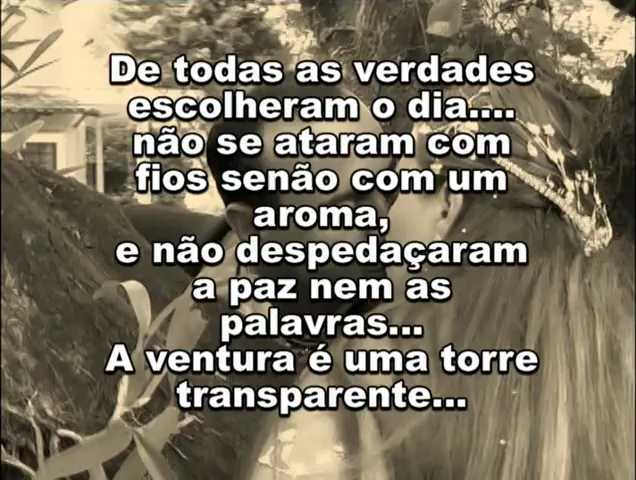 De todas as verdades
escolheram o dia....
não se ataram com
fios senão com um
aroma,
e não despedaçaram
a paz nem as
palavras...
A ventura é uma torre
transparente...